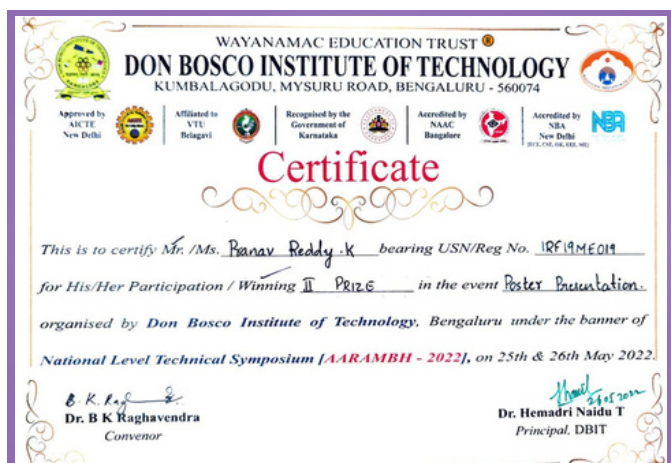 WAYANAMAC EDUCATION TRUST ®
DON BOSCO INSTITUTE OF TECHNOLOGY
KUMBALAGODU, MYSURU ROAD, BENGALURU - 560074
Approved by AICTE New Delhi
Affiliated to VTU Belagavi
Recognised by the Government of Karnataka
Accredited by NAAC Bangalore
Accredited by NBA New Delhi
NBA
Certificate
This is to certify Mr. /Ms. Pranav Reddy.K bearing USN/Reg No. 1RF19ME019
for His/Her Participation / Winning II PRIZE in the event Poster Presentation.
organised by Don Bosco Institute of Technology, Bengaluru under the banner of
National Level Technical Symposium [AARAMBH - 2022], on 25th & 26th May 2022.
B. K. Rag
26/05/2022
Dr. B K Raghavendra
Convenor
Dr. Hemadri Naidu T
Principal, DBIT